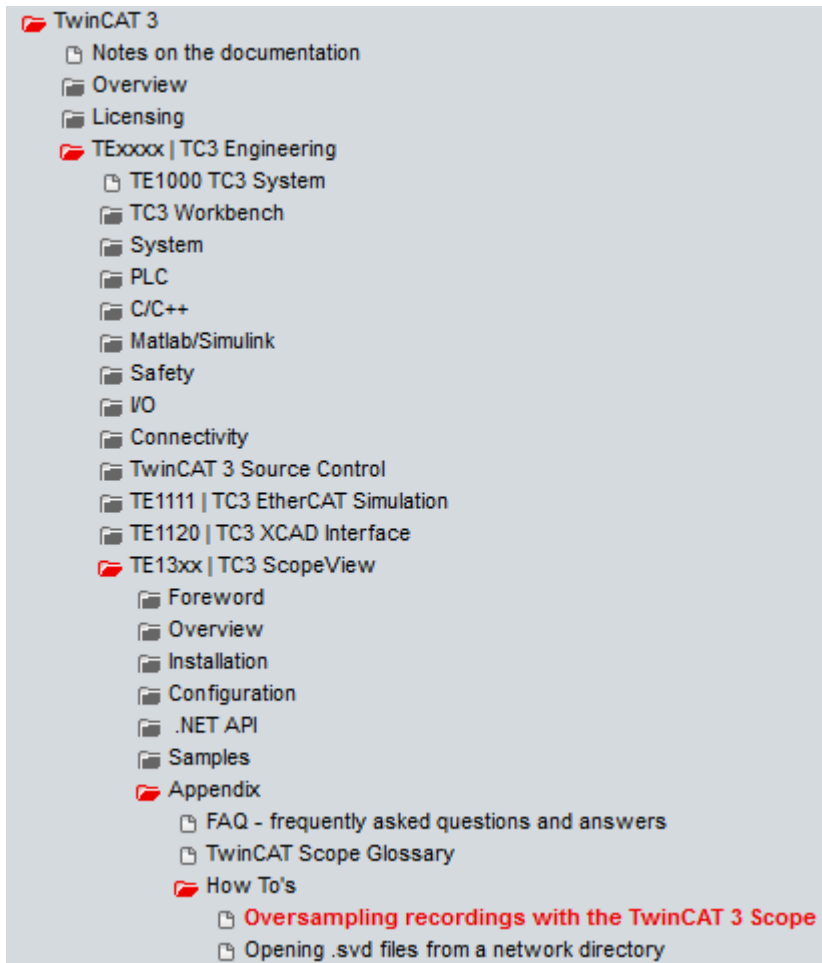 TwinCAT 3
Notes on the documentation
Overview
Licensing
TExxxx | TC3 Engineering
TE1000 TC3 System
TC3 Workbench
System
PLC
C/C++
Matlab/Simulink
Safety
I/O
Connectivity
TwinCAT 3 Source Control
TE1111 | TC3 EtherCAT Simulation
TE1120 | TC3 XCAD Interface
TE13xx | TC3 ScopeView
Foreword
Overview
Installation
Configuration
.NET API
Samples
Appendix
FAQ - frequently asked questions and answers
TwinCAT Scope Glossary
How To's
Oversampling recordings with the TwinCAT 3 Scope
Opening .svd files from a network directory